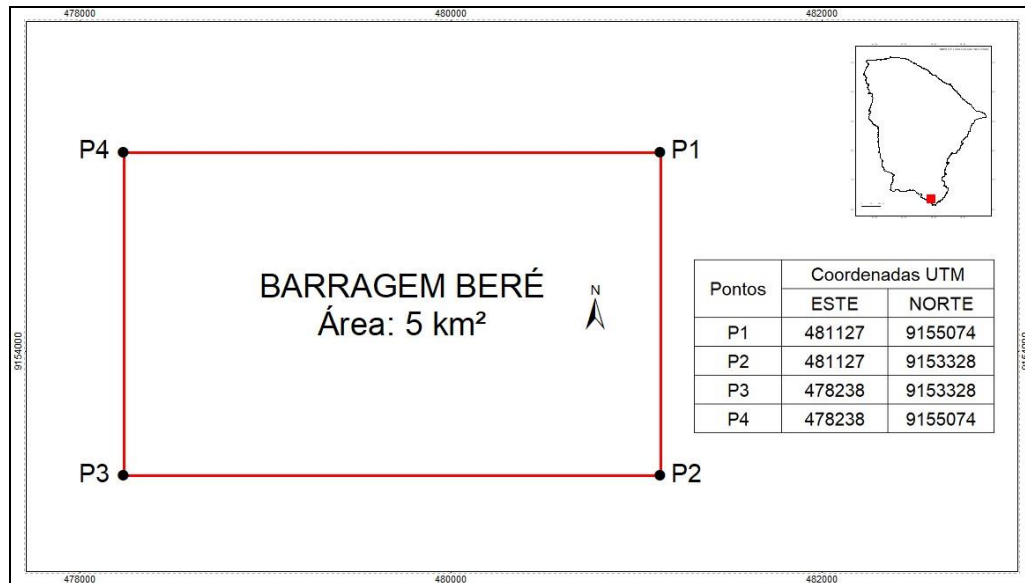 478000 480000 482000
P4 P1
BARRAGEM BERÉ
Área: 5 km²
N
P3 P2
Pontos Coordenadas UTM
ESTE NORTE
P1 481127 9155074
P2 481127 9153328
P3 478238 9153328
P4 478238 9155074
9154000 9154000
478000 480000 482000